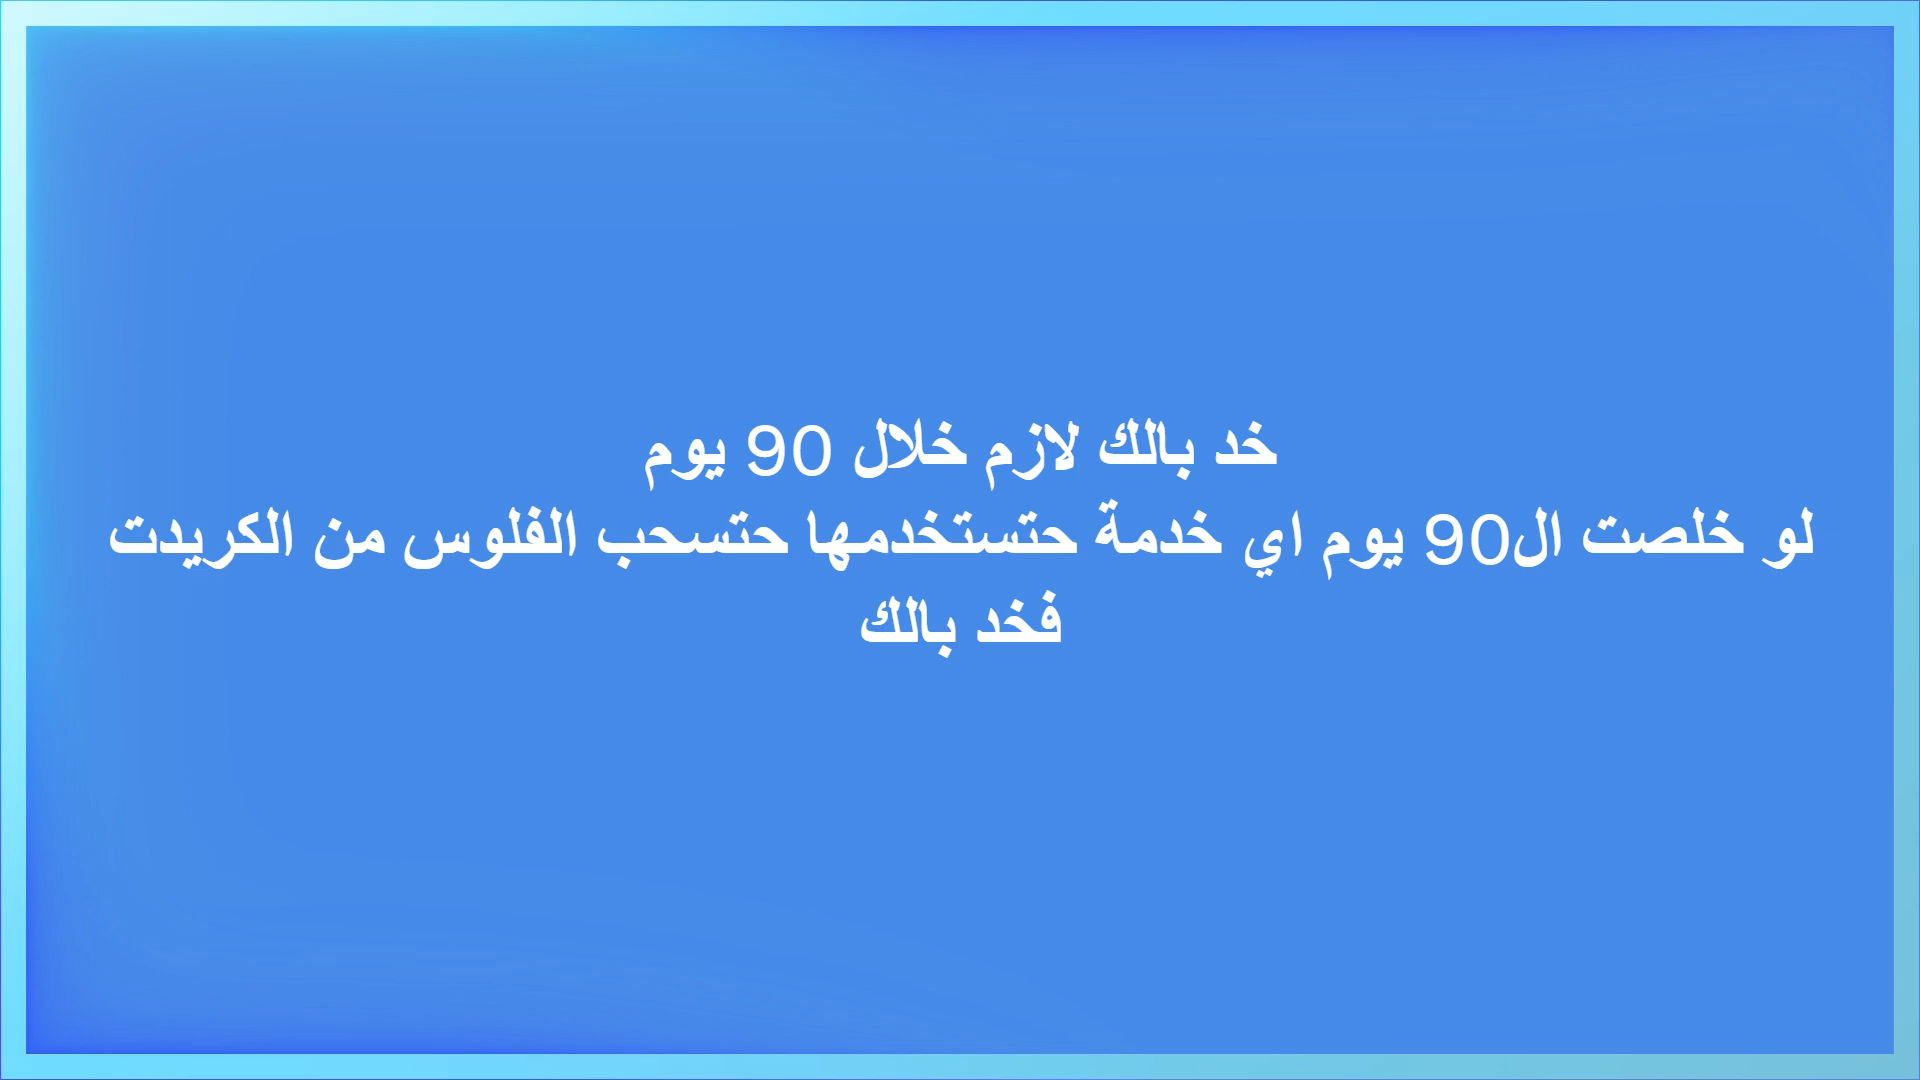 خد بالك لازم خلال 90 يوم
لو خلصت ال90 يوم اي خدمة حتستخدمها حتسحب الفلوس من الكريدت
فخد بالك